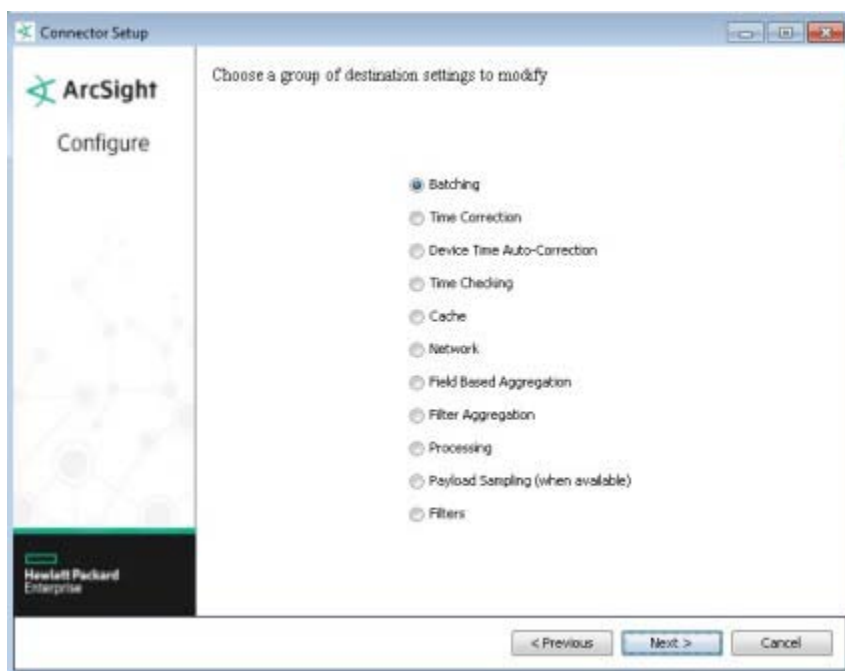 Connector Setup
ArcSight
Configure
Choose a group of destination settings to modify
Batching
Time Correction
Device Time Auto-Correction
Time Checking
Cache
Network
Field Based Aggregation
Filter Aggregation
Processing
Payload Sampling (when available)
Filters
Hewlett Packard
Enterprise
< Previous
Next >
Cancel